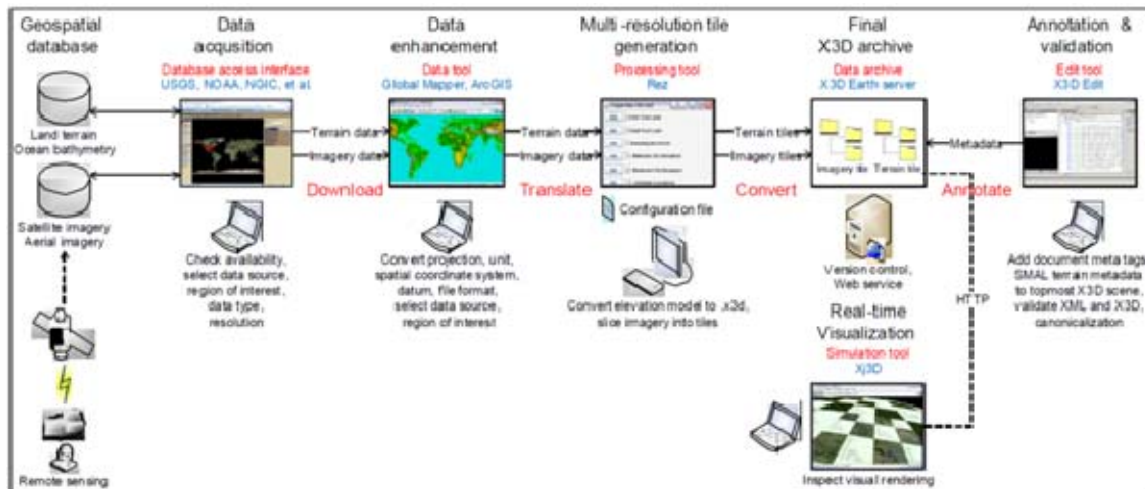 Geospatial
database
Land terrain
Ocean bathymetry
Satellite imagery
Aerial imagery
Remote sensing
Data
acqusition
Database access interface
USGS, NOAA, NGIC, et al.
Check availability,
select data source,
region of interest,
data type,
resolution
Terrain data
Imagery data
Download
Data
enhancement
Data tool
Global Mapper, ArcGIS
Convert projection, unit,
spatial coordinate system,
datum, file format,
select data source,
region of interest
Terrain data
Imagery data
Translate
Multi-resolution tile
generation
Processing tool
Rez
Configuration file
Convert elevation model to .x3d,
slice imagery into tiles
Terrain tiles
Imagery tiles
Convert
Final
X3D archive
Data archive
X3D Earth server
Imagery tile
Terrain tile
Version control,
Web service
Real-time
Visualization
Simulation tool
Xj3D
Inspect visual rendering
Metadata
Annotate
HTTP
Annotation &
validation
Edit tool
X3D Edit
Add document meta tags,
SMAL terrain metadata
to topmost X3D scene,
validate XML and X3D,
canonicalization